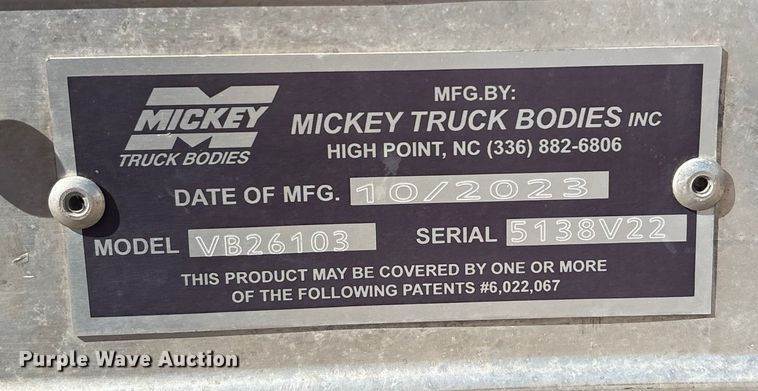 MICKEY
TRUCK BODIES
MFG.BY:
MICKEY TRUCK BODIES INC
HIGH POINT, NC (336) 882-6806
DATE OF MFG. 10/2023
MODEL VB26103 SERIAL 5138V22
THIS PRODUCT MAY BE COVERED BY ONE OR MORE
OF THE FOLLOWING PATENTS #6,022,067
Purple Wave Auction